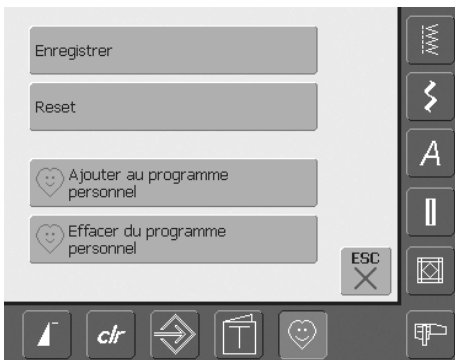 Enregistrer
Reset
Ajouter au programme
personnel
Effacer du programme
personnel
ESC
A
clr
T